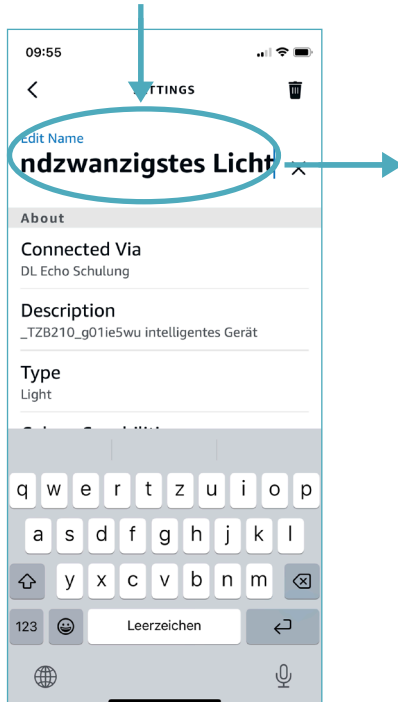 09:55
TTINGS
Edit Name
ndzwanzigstes Licht
About
Connected Via
DL Echo Schulung
Description
_TZB210_g01ie5wu intelligentes Gerät
Type
Light
q w e r t z u i o p
a s d f g h j k l
y x c v b n m
123
Leerzeichen